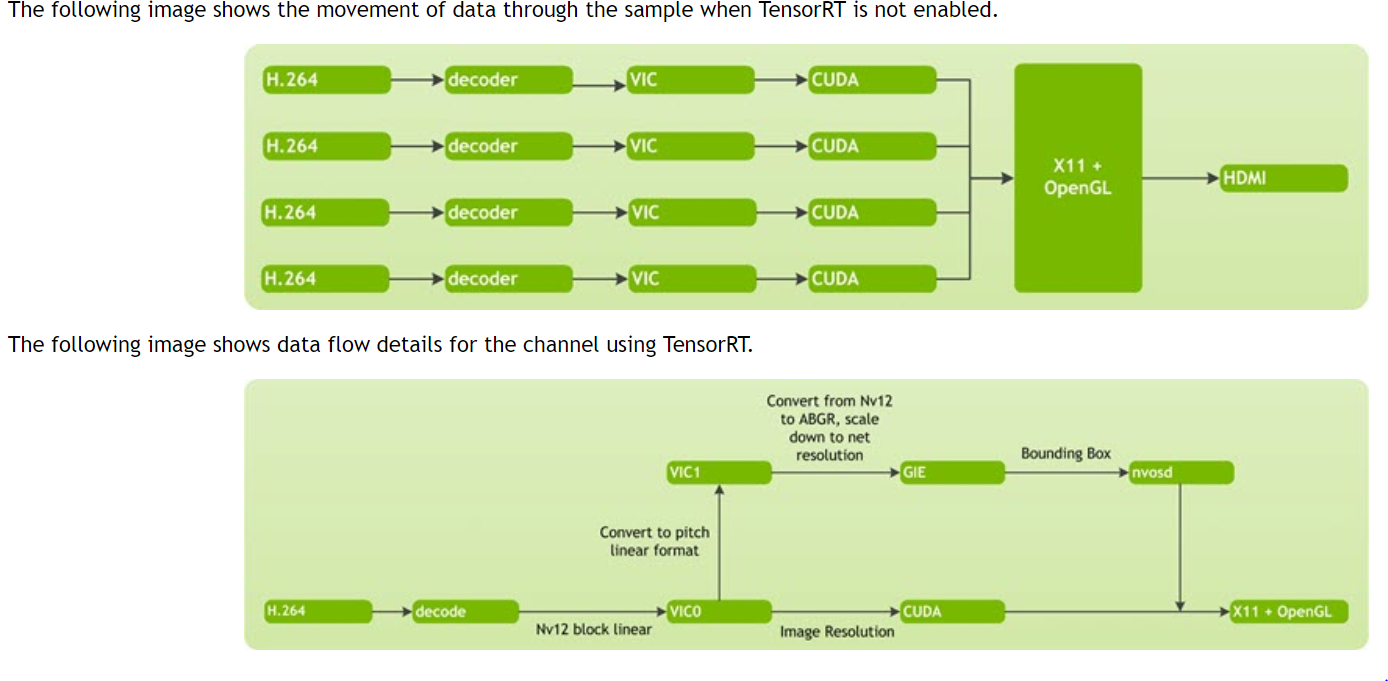 The following image shows the movement of data through the sample when TensorRT is not enabled.
H.264 decoder VIC CUDA
H.264 decoder VIC CUDA
H.264 decoder VIC CUDA
H.264 decoder VIC CUDA
X11 +
OpenGL
HDMI
The following image shows data flow details for the channel using TensorRT.
Convert from Nv12
to ABGR, scale
down to net
resolution
Bounding Box
VIC1 GIE nvosd
Convert to pitch
linear format
H.264 decode VIC0 CUDA X11 + OpenGL
Nv12 block linear
Image Resolution